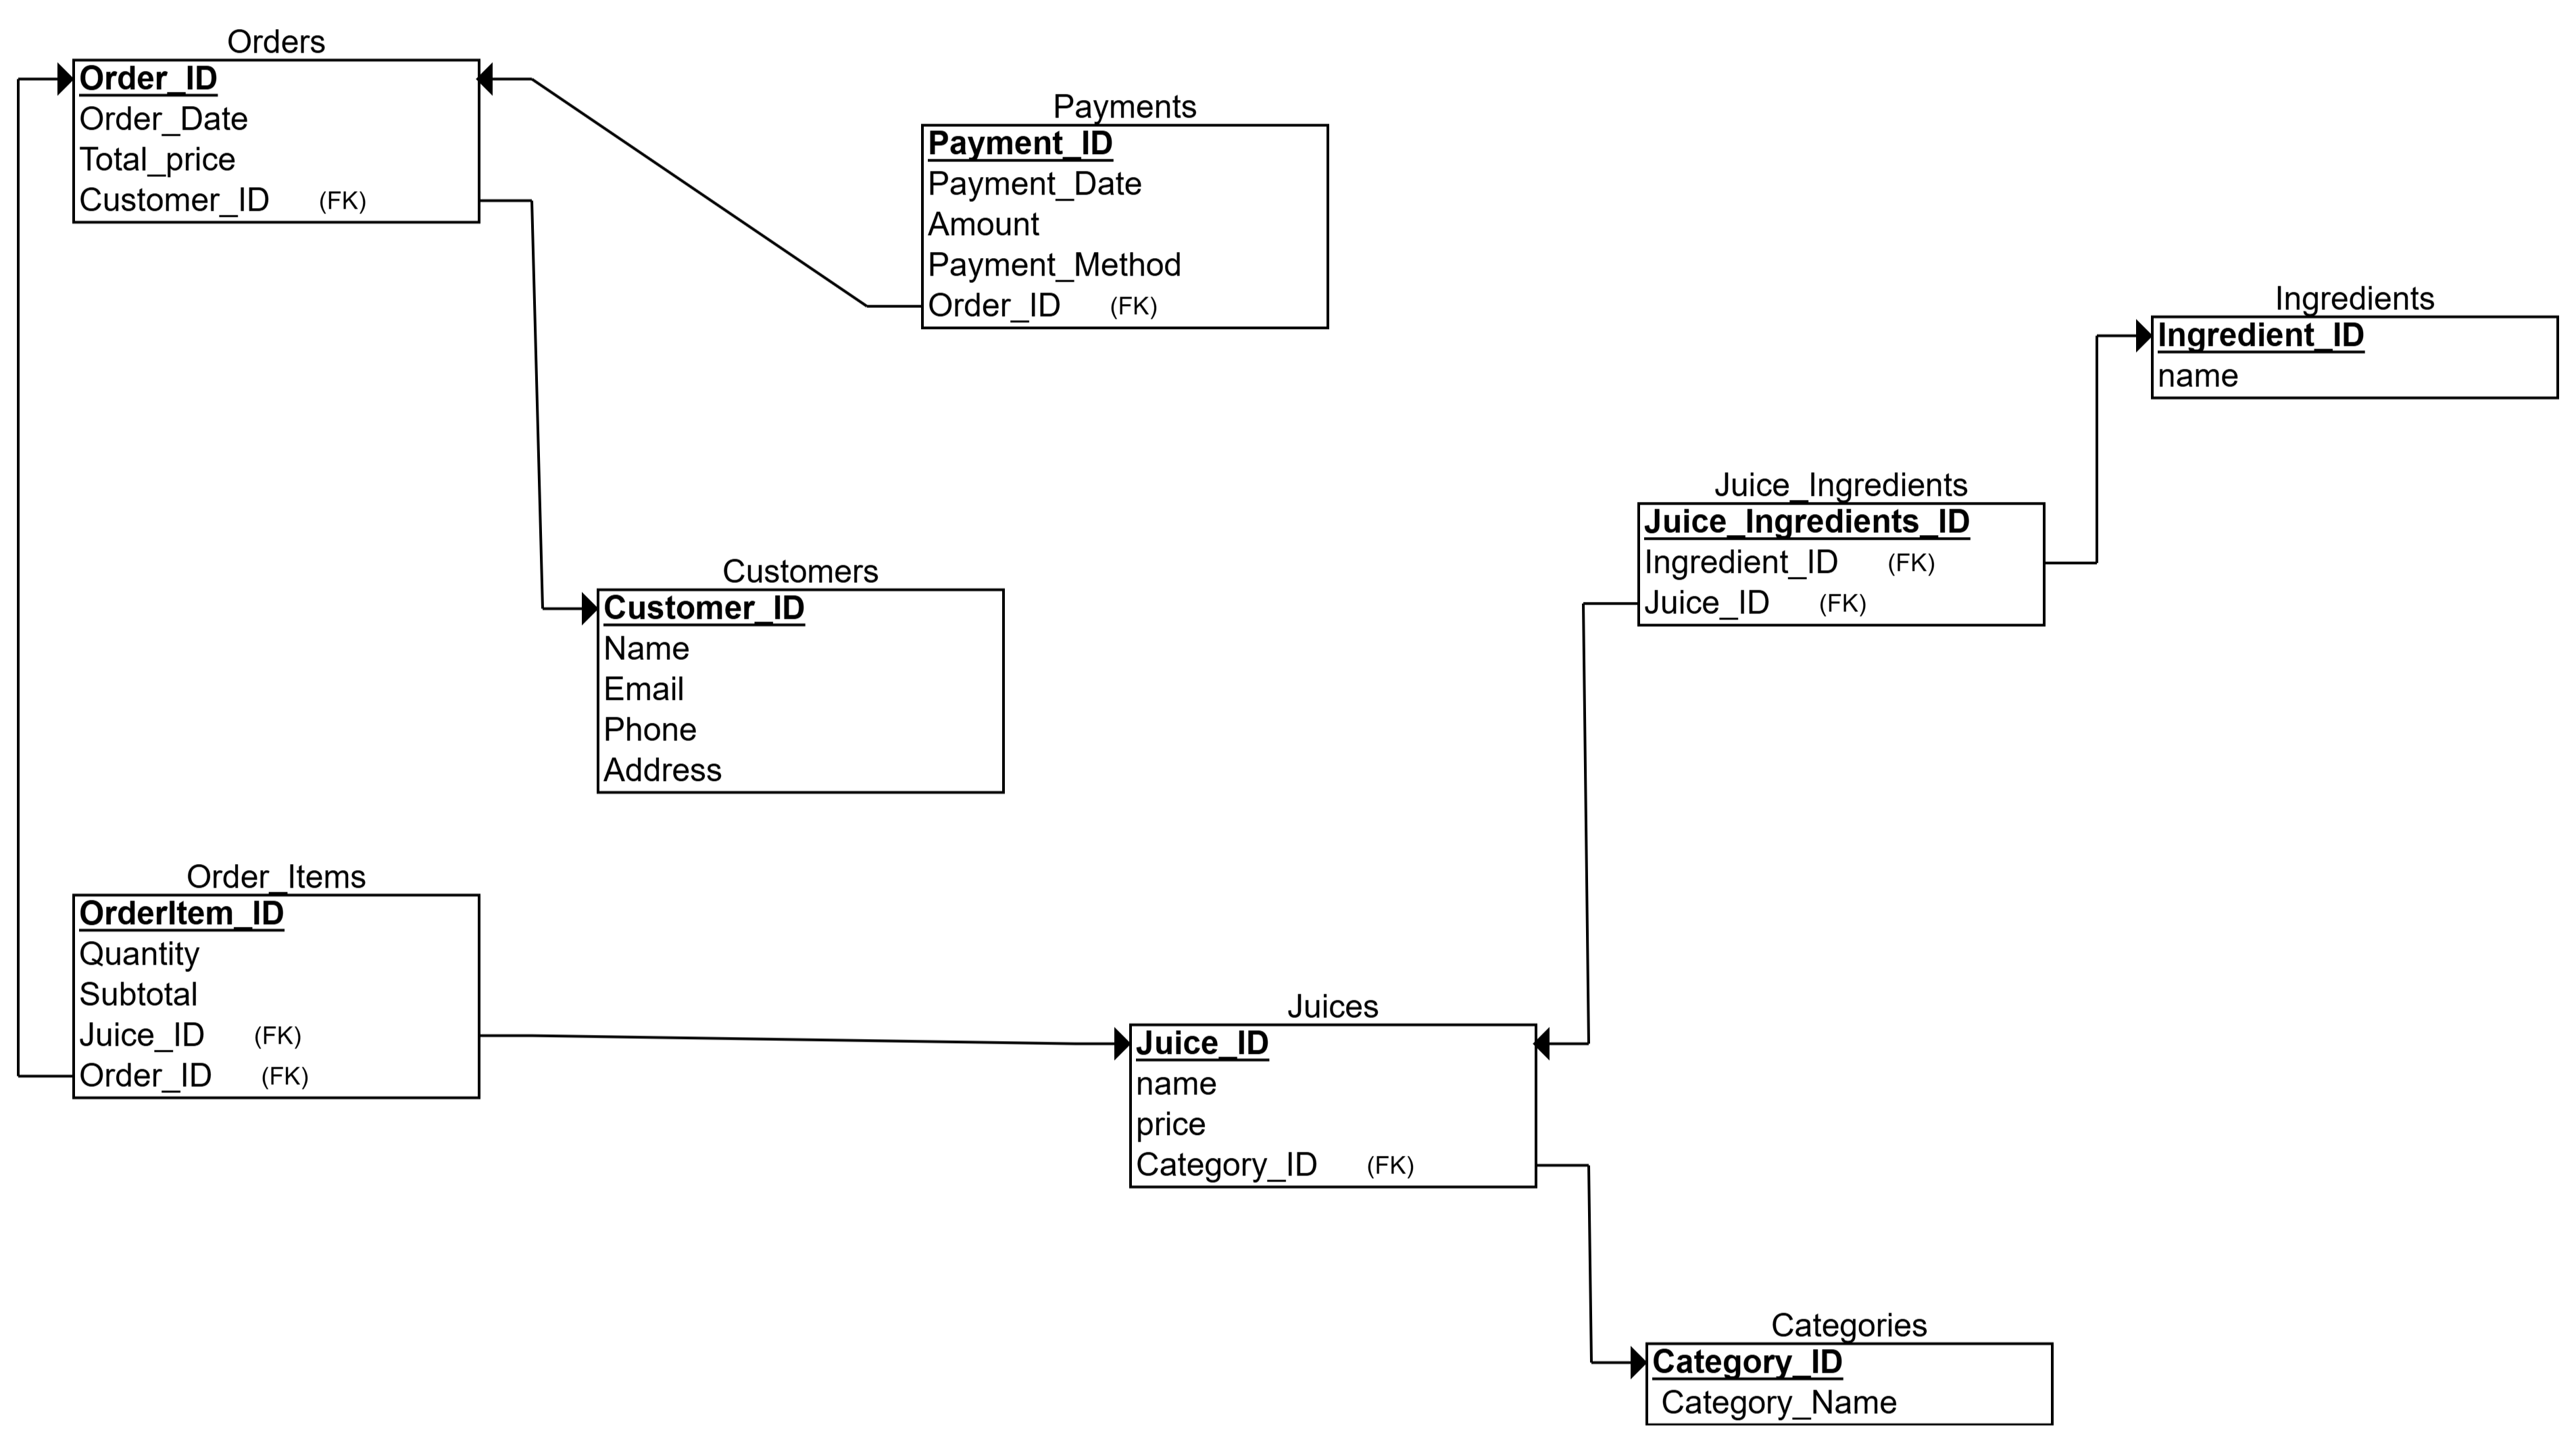 Orders
Order_ID
Order_Date
Total_price
Customer_ID (FK)
Payments
Payment_ID
Payment_Date
Amount
Payment_Method
Order_ID (FK)
Ingredients
Ingredient_ID
name
Juice_Ingredients
Juice_Ingredients_ID
Ingredient_ID (FK)
Juice_ID (FK)
Customers
Customer_ID
Name
Email
Phone
Address
Order_Items
OrderItem_ID
Quantity
Subtotal
Juice_ID (FK)
Order_ID (FK)
Juices
Juice_ID
name
price
Category_ID (FK)
Categories
Category_ID
Category_Name